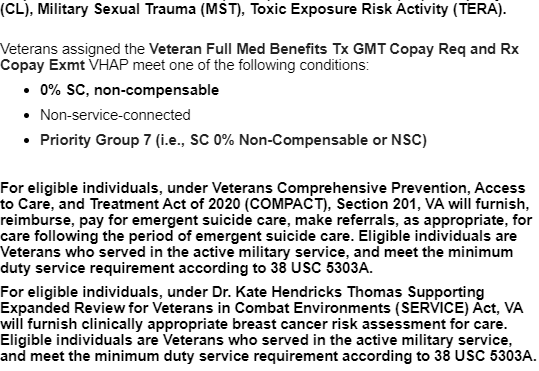 (CL), Military Sexual Trauma (MST), Toxic Exposure Risk Activity (TERA).
Veterans assigned the Veteran Full Med Benefits Tx GMT Copay Req and Rx
Copay Exmt VHAP meet one of the following conditions:
• 0% SC, non-compensable
• Non-service-connected
• Priority Group 7 (i.e., SC 0% Non-Compensable or NSC)
For eligible individuals, under Veterans Comprehensive Prevention, Access
to Care, and Treatment Act of 2020 (COMPACT), Section 201, VA will furnish,
reimburse, pay for emergent suicide care, make referrals, as appropriate, for
care following the period of emergent suicide care. Eligible individuals are
Veterans who served in the active military service, and meet the minimum
duty service requirement according to 38 USC 5303A.
For eligible individuals, under Dr. Kate Hendricks Thomas Supporting
Expanded Review for Veterans in Combat Environments (SERVICE) Act, VA
will furnish clinically appropriate breast cancer risk assessment for care.
Eligible individuals are Veterans who served in the active military service,
and meet the minimum duty service requirement according to 38 USC 5303A.